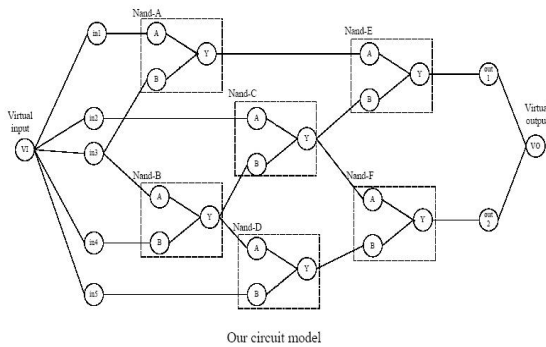 Nand-A
in1
A
Y
B
Nand-E
A
Y
B
out
1
Virtual
input
VI
in2
in3
Nand-C
A
Y
B
Virtual
output
VO
Nand-B
A
Y
B
in4
Nand-F
A
Y
B
out
2
Nand-D
A
Y
B
in5
Our circuit model